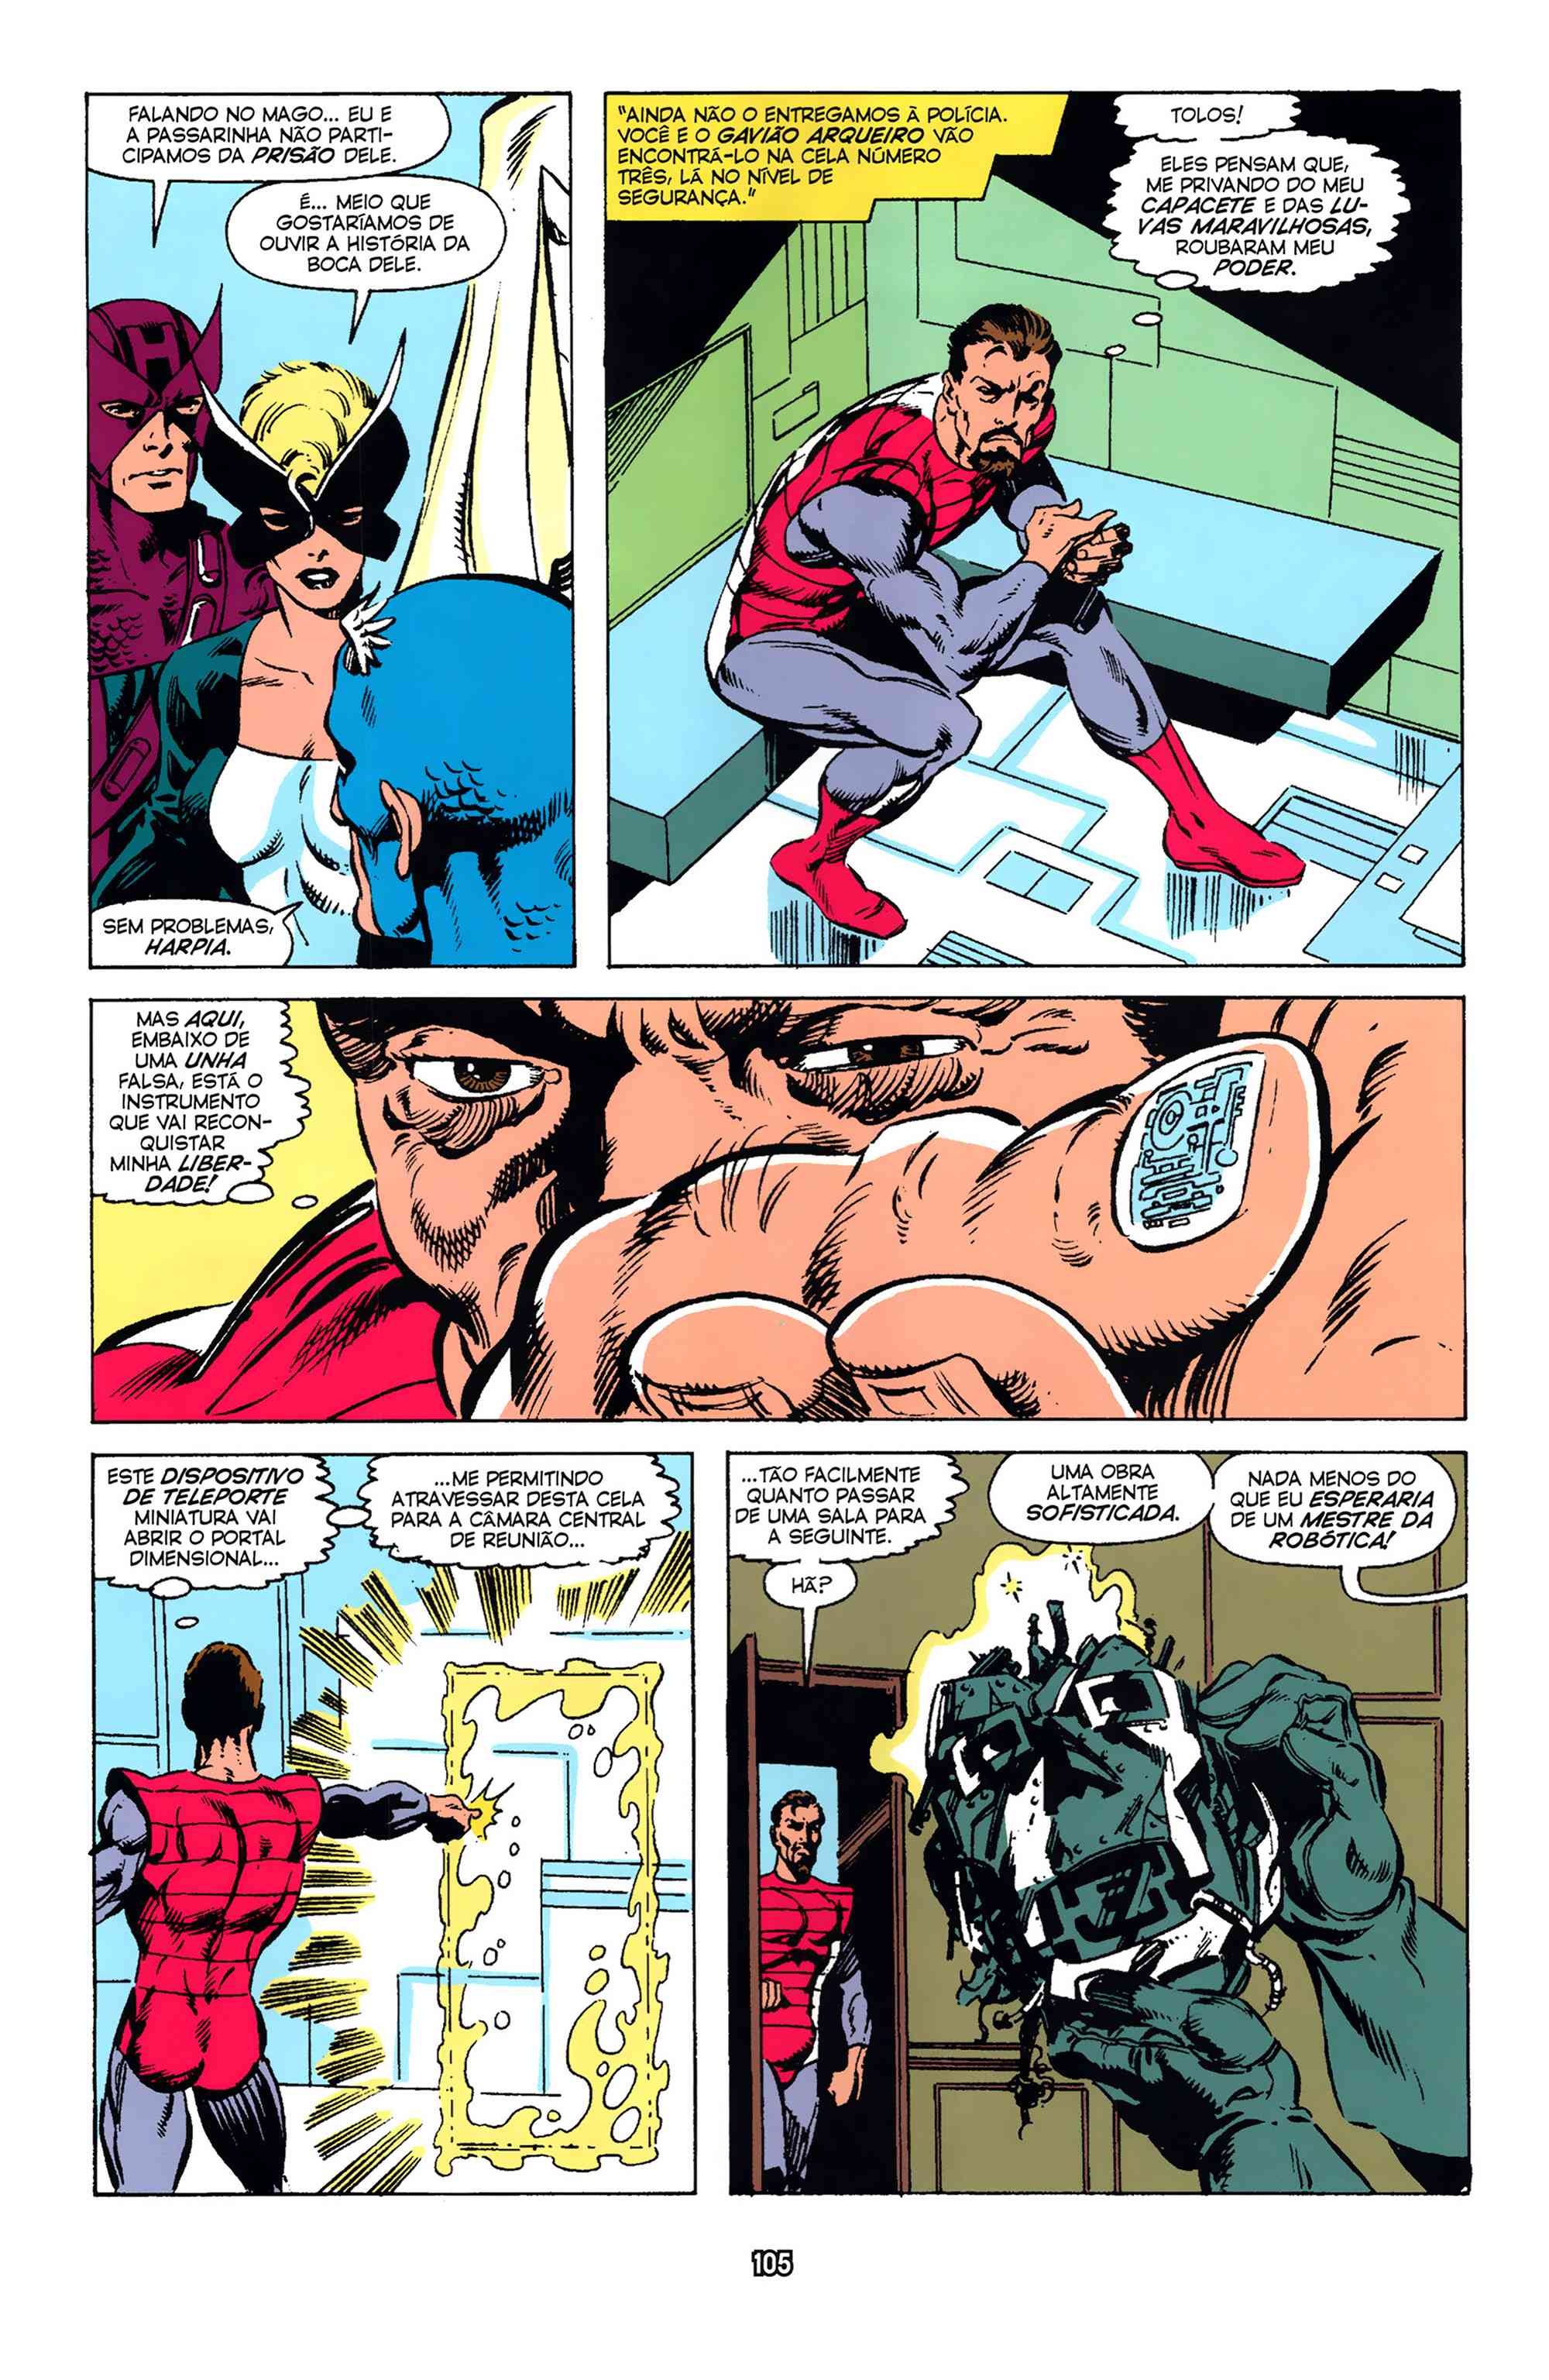 FALANDO NO MAGO... EU E
A PASSARINHA NÃO PARTI-
CIPAMOS DA PRISÃO DELE.
É... MEIO QUE
GOSTARÍAMOS DE
OUVIR A HISTÓRIA DA
BOCA DELE.
H
SEM PROBLEMAS,
HARPIA.
"AINDA NÃO O ENTREGAMOS À POLÍCIA.
VOCÊ E O GAVIÃO ARQUEIRO VÃO
ENCONTRÁ-LO NA CELA NÚMERO
TRÊS, LÁ NO NÍVEL DE
SEGURANÇA."
TOLOS!
ELES PENSAM QUE,
ME PRIVANDO DO MEU
CAPACETE E DAS LU-
VAS MARAVILHOSAS,
ROUBARAM MEU
PODER.
MAS AQUI,
EMBAIXO DE
UMA UNHA
FALSA, ESTÁ O
INSTRUMENTO
QUE VAI RECON-
QUISTAR
MINHA LIBER-
DADE!
ESTE DISPOSITIVO
DE TELEPORTE
MINIATURA VAI
ABRIR O PORTAL
DIMENSIONAL...
...ME PERMITINDO
ATRAVESSAR DESTA CELA
PARA A CÂMARA CENTRAL
DE REUNIÃO...
...TÃO FACILMENTE
QUANTO PASSAR
DE UMA SALA PARA
A SEGUINTE.
HÃ?
UMA OBRA
ALTAMENTE
SOFISTICADA.
NADA MENOS DO
QUE EU ESPERARIA
DE UM MESTRE DA
ROBÓTICA!
105